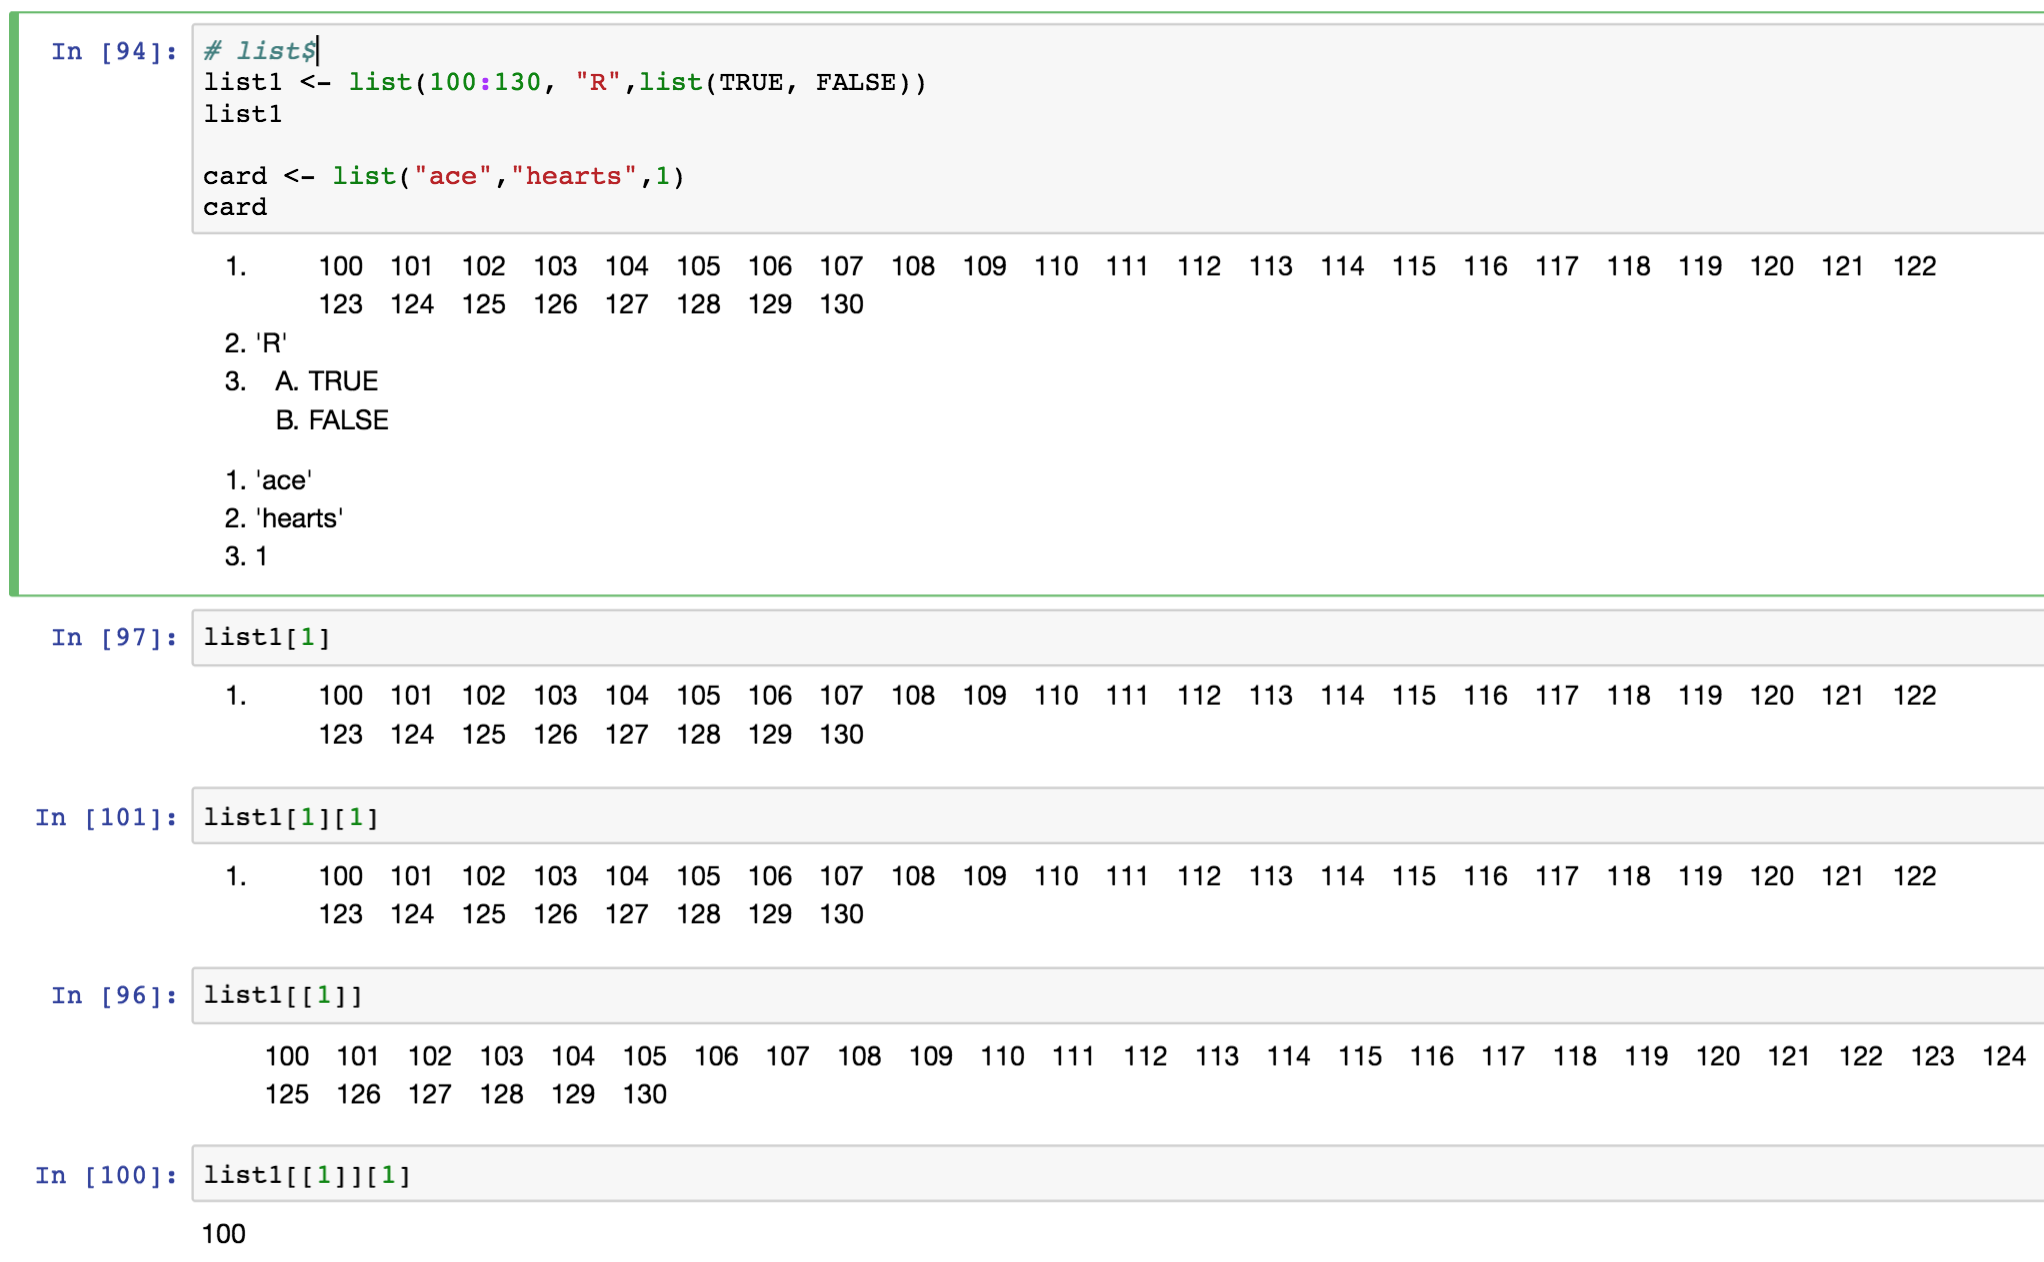 In [94]: # list$
list1 <- list(100:130, "R",list(TRUE, FALSE))
list1
card <- list("ace","hearts",1)
card
1. 100 101 102 103 104 105 106 107 108 109 110 111 112 113 114 115 116 117 118 119 120 121 122
123 124 125 126 127 128 129 130
2. 'R'
3. A. TRUE
B. FALSE
1. 'ace'
2. 'hearts'
3. 1
In [97]: list1[1]
1. 100 101 102 103 104 105 106 107 108 109 110 111 112 113 114 115 116 117 118 119 120 121 122
123 124 125 126 127 128 129 130
In [101]: list1[1][1]
1. 100 101 102 103 104 105 106 107 108 109 110 111 112 113 114 115 116 117 118 119 120 121 122
123 124 125 126 127 128 129 130
In [96]: list1[[1]]
100 101 102 103 104 105 106 107 108 109 110 111 112 113 114 115 116 117 118 119 120 121 122 123 124
125 126 127 128 129 130
In [100]: list1[[1]][1]
100